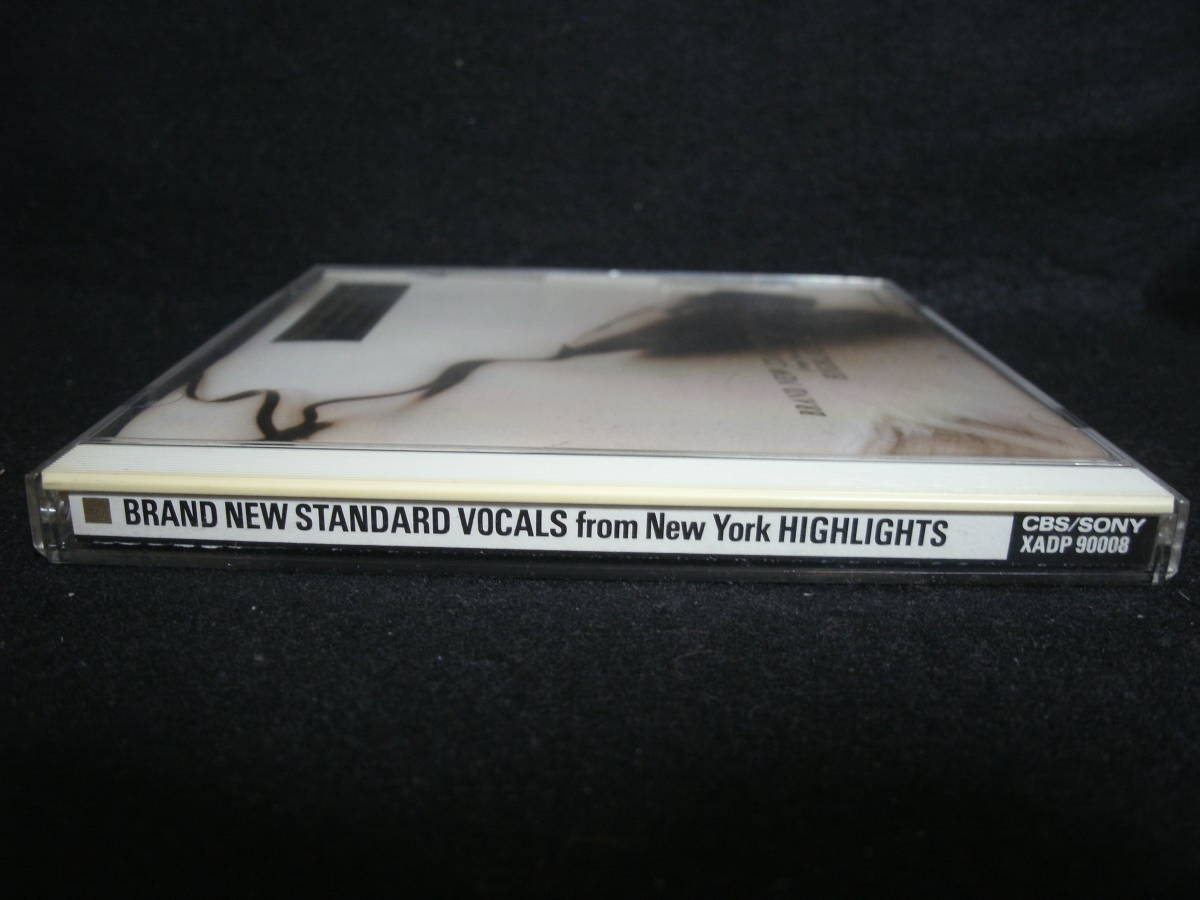 BRAND NEW STANDARD VOCALS from New York HIGHLIGHTS
CBS/SONY
XADP 90008